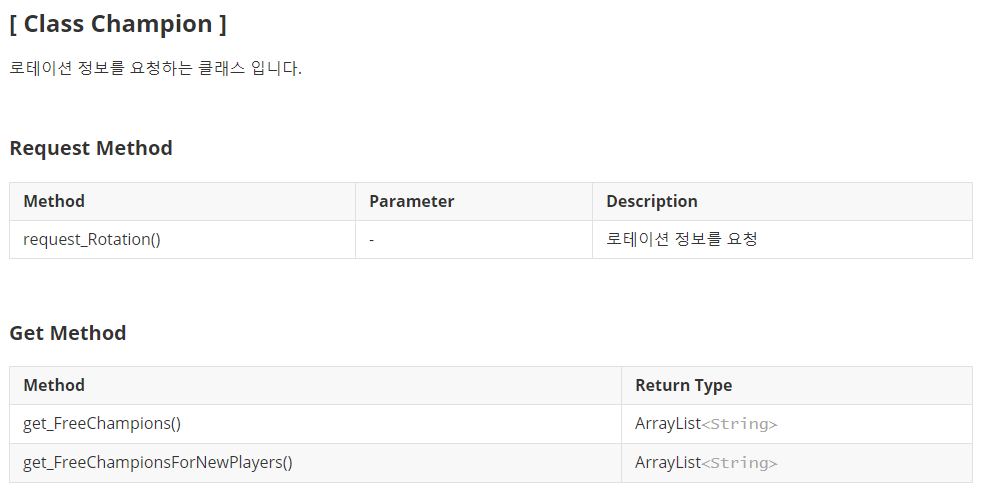 [ Class Champion ]
로테이션 정보를 요청하는 클래스 입니다.
Request Method
Method Parameter Description
request_Rotation() - 로테이션 정보를 요청
Get Method
Method Return Type
get_FreeChampions() ArrayList<String>
get_FreeChampionsForNewPlayers() ArrayList<String>